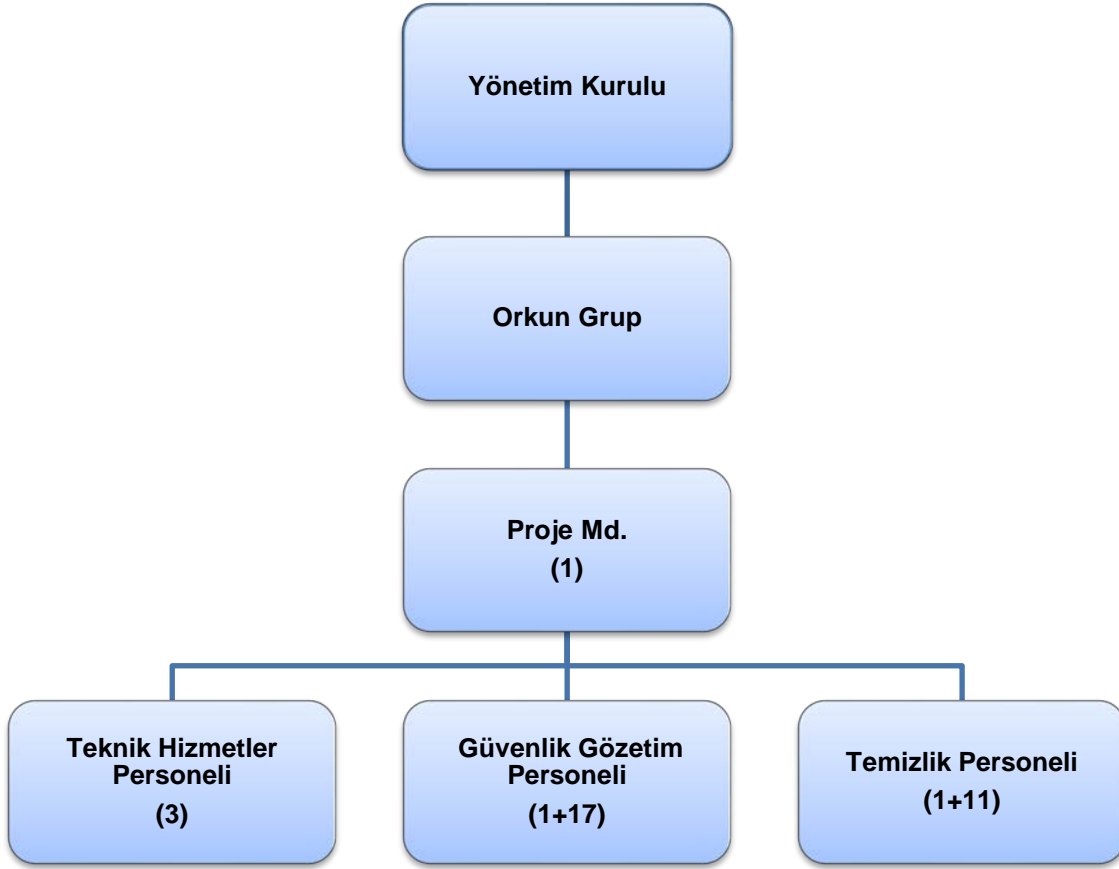 Yönetim Kurulu
Orkun Grup
Proje Md.
(1)
Teknik Hizmetler
Personeli
(3)
Güvenlik Gözetim
Personeli
(1+17)
Temizlik Personeli
(1+11)